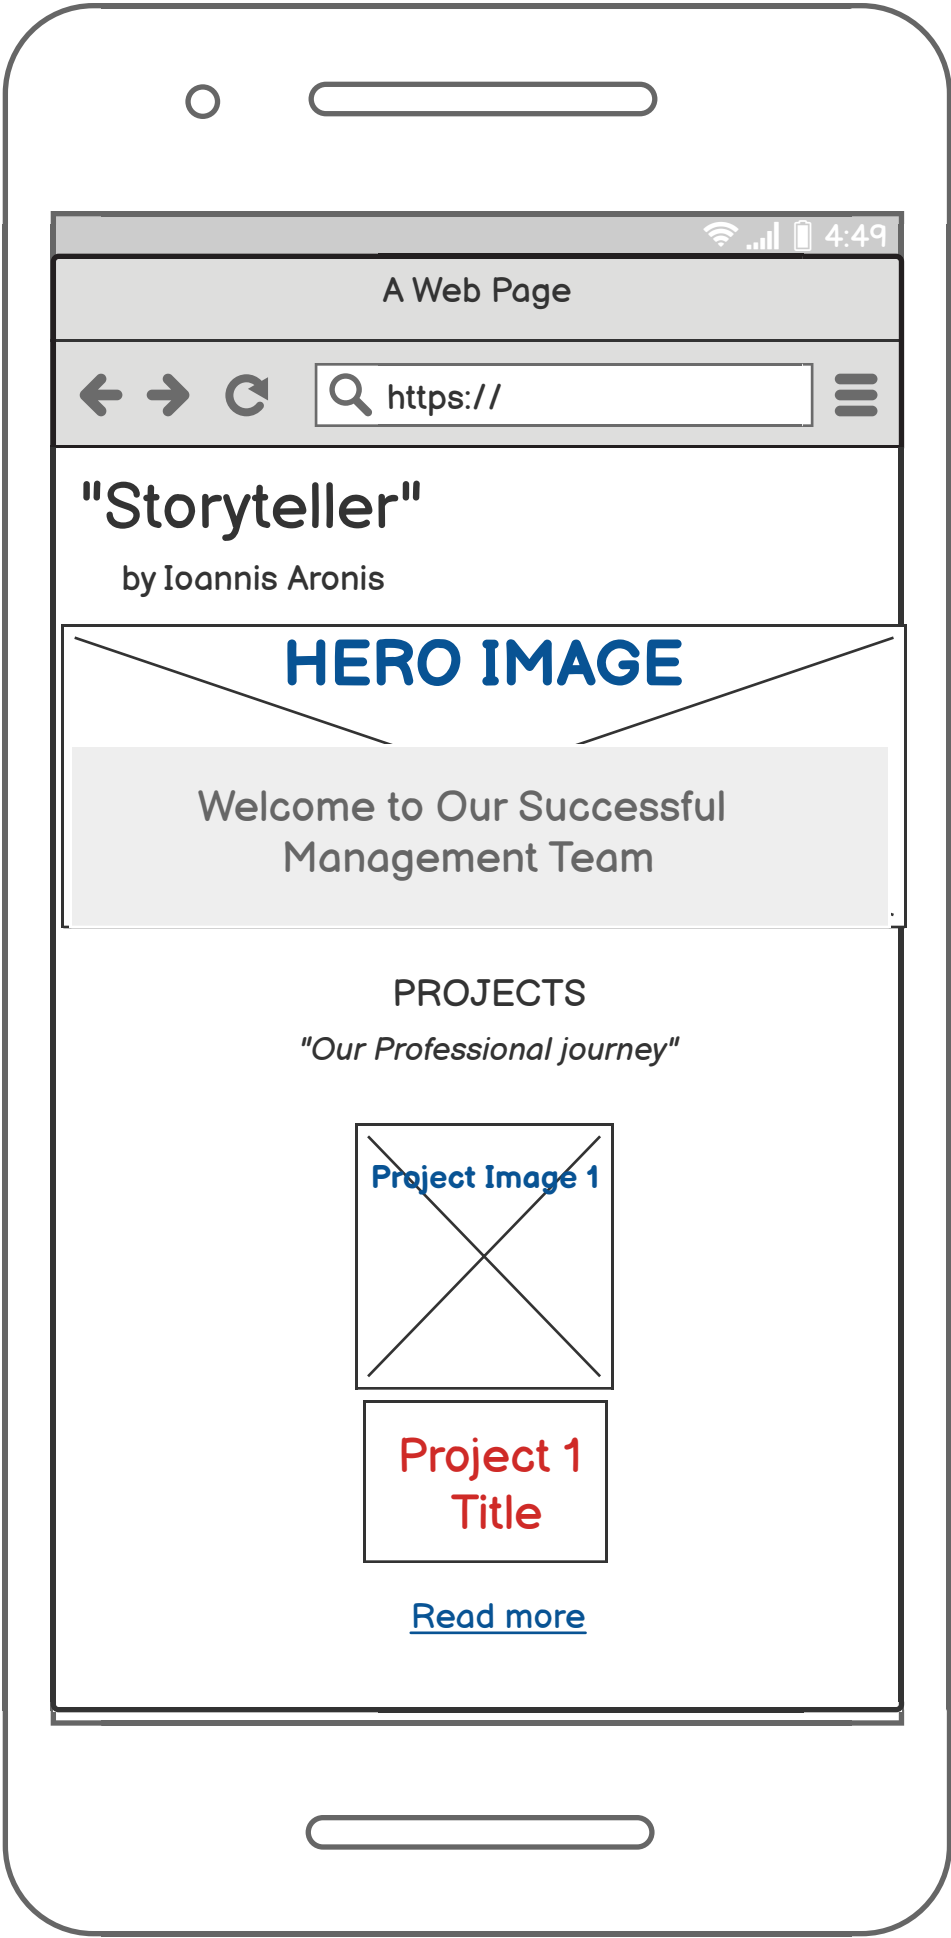 4:49
A Web Page
https://
"Storyteller"
by Ioannis Aronis
HERO IMAGE
Welcome to Our Successful
Management Team
PROJECTS
"Our Professional journey"
Project Image 1
Project 1
Title
Read more